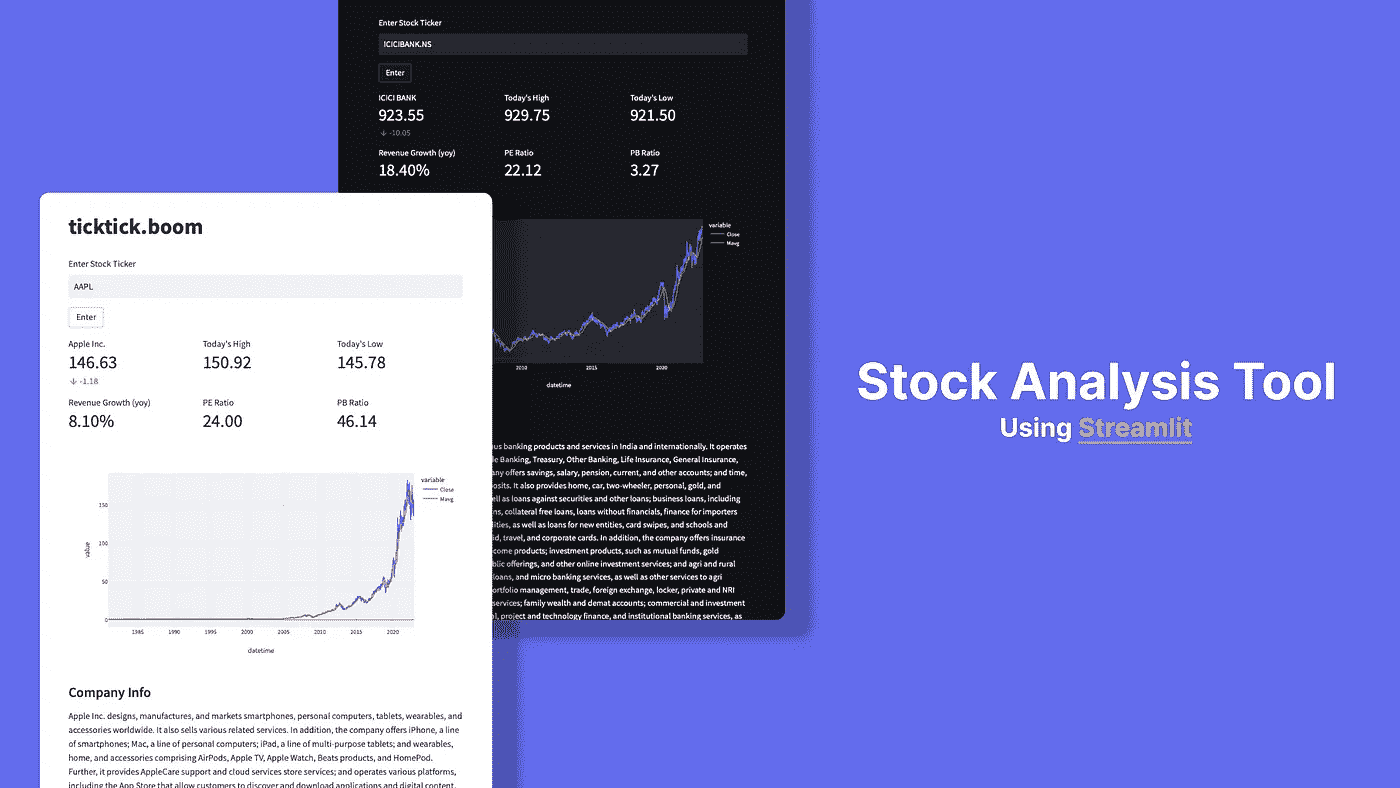 Enter Stock Ticker
ICICIBANK.NS
Enter
ICICI BANK Today's High Today's Low
923.55 929.75 921.50
↓ -10.05
Revenue Growth (yoy) PE Ratio PB Ratio
18.40% 22.12 3.27
variable
Close
Mavg
2010 2015 2020
datetime
us banking products and services in India and internationally. It operates
e Banking, Treasury, Other Banking, Life Insurance, General Insurance,
any offers savings, salary, pension, current, and other accounts; and time,
osits. It also provides home, car, two-wheeler, personal, gold, and
ell as loans against securities and other loans; business loans, including
ns, collateral free loans, loans without financials, finance for importers
lities, as well as loans for new entities, card swipes, and schools and
id, travel, and corporate cards. In addition, the company offers insurance
come products; investment products, such as mutual funds, gold
blic offerings, and other online investment services; and agri and rural
loans, and micro banking services, as well as other services to agri
ortfolio management, trade, foreign exchange, locker, private and NRI
services; family wealth and demat accounts; commercial and investment
al, project and technology finance, and institutional banking services, as
ticktick.boom
Enter Stock Ticker
AAPL
Enter
Apple Inc. Today's High Today's Low
146.63 150.92 145.78
↓ -1.18
Revenue Growth (yoy) PE Ratio PB Ratio
8.10% 24.00 46.14
variable
Close
Mavg
150
100
50
0
value
1985 1990 1995 2000 2005 2010 2015 2020
datetime
Company Info
Apple Inc. designs, manufactures, and markets smartphones, personal computers, tablets, wearables, and
accessories worldwide. It also sells various related services. In addition, the company offers iPhone, a line
of smartphones; Mac, a line of personal computers; iPad, a line of multi-purpose tablets; and wearables,
home, and accessories comprising AirPods, Apple TV, Apple Watch, Beats products, and HomePod.
Further, it provides AppleCare support and cloud services store services; and operates various platforms,
including the App Store that allow customers to discover and download applications and digital content,
Stock Analysis Tool
Using Streamlit